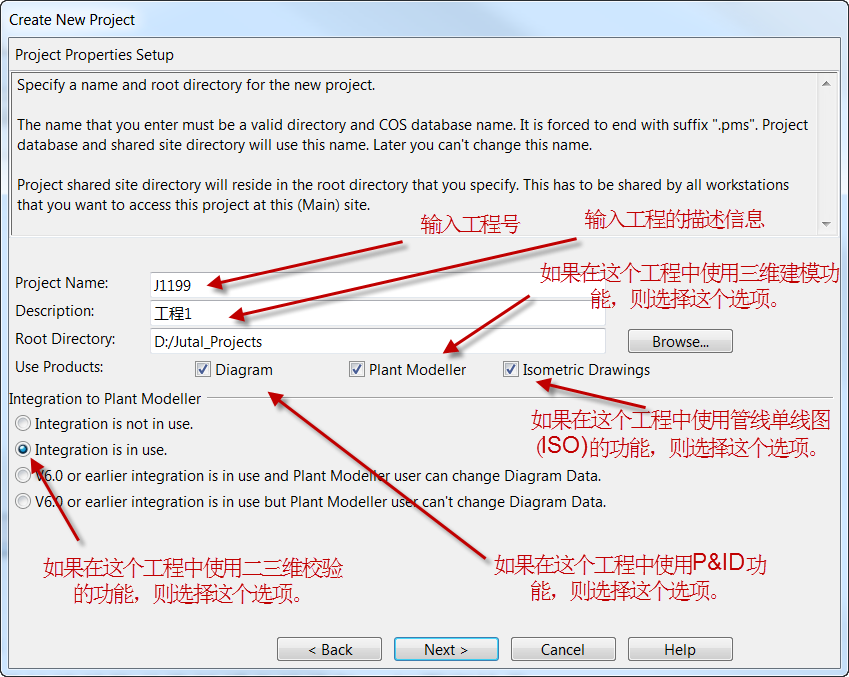 Create New Project
Project Properties Setup
Specify a name and root directory for the new project.
The name that you enter must be a valid directory and COS database name. It is forced to end with suffix ".pms". Project
database and shared site directory will use this name. Later you can't change this name.
Project shared site directory will reside in the root directory that you specify. This has to be shared by all workstations
that you want to access this project at this (Main) site.
输入工程号
输入工程的描述信息
如果在这个工程中使用三维建模功
能，则选择这个选项。
Project Name:
J1199
Description:
工程1
Root Directory:
D:/Jutal_Projects
Browse...
Use Products:
Diagram
Plant Modeller
Isometric Drawings
Integration to Plant Modeller
如果在这个工程中使用管线单线图
(ISO)的功能，则选择这个选项。
Integration is not in use.
Integration is in use.
V6.0 or earlier integration is in use and Plant Modeller user can change Diagram Data.
V6.0 or earlier integration is in use but Plant Modeller user can't change Diagram Data.
如果在这个工程中使用二三维校验
的功能，则选择这个选项。
如果在这个工程中使用P&ID功
能，则选择这个选项。
< Back
Next >
Cancel
Help